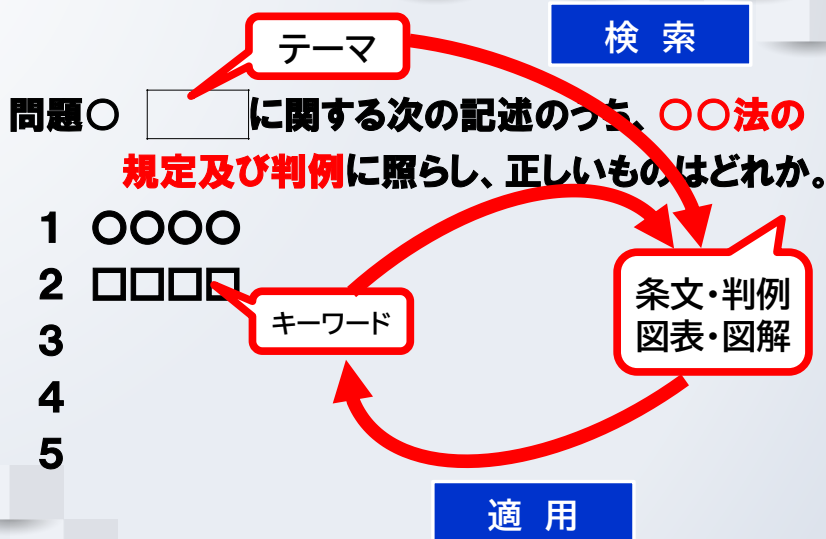 検索
テーマ
問題○ に関する次の記述のうち、○○法の
規定及び判例に照らし、正しいものはどれか。
1 ○○○○
2 □□□□
キーワード
条文・判例
図表・図解
3
4
5
適用